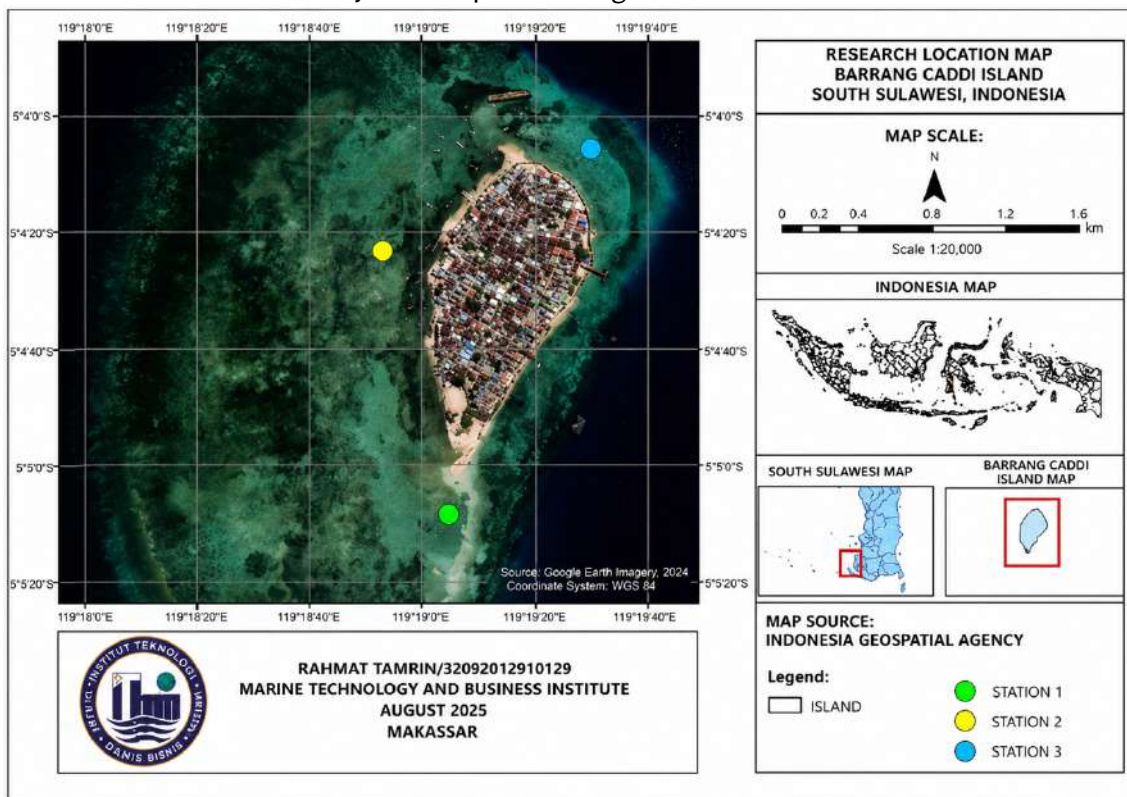 119°18'0"E 119°18'20"E 119°18'40"E 119°19'0"E 119°19'20"E 119°19'40"E
5°4'0"S 5°4'0"S
5°4'20"S 5°4'20"S
5°4'40"S 5°4'40"S
5°5'0"S 5°5'0"S
5°5'20"S 5°5'20"S
Source: Google Earth Imagery, 2024
Coordinate System: WGS 84
119°18'0"E 119°18'20"E 119°18'40"E 119°19'0"E 119°19'20"E 119°19'40"E
RESEARCH LOCATION MAP
BARRANG CADDI ISLAND
SOUTH SULAWESI, INDONESIA
MAP SCALE:
N
0 0.2 0.4 0.8 1.2 1.6
km
Scale 1:20,000
INDONESIA MAP
SOUTH SULAWESI MAP
BARRANG CADDI
ISLAND MAP
MAP SOURCE:
INDONESIA GEOSPATIAL AGENCY
Legend:
ISLAND
STATION 1
STATION 2
STATION 3
INSTITUT TEKNOLOGI
DANIS BISNIS
RAHMAT TAMRIN/32092012910129
MARINE TECHNOLOGY AND BUSINESS INSTITUTE
AUGUST 2025
MAKASSAR